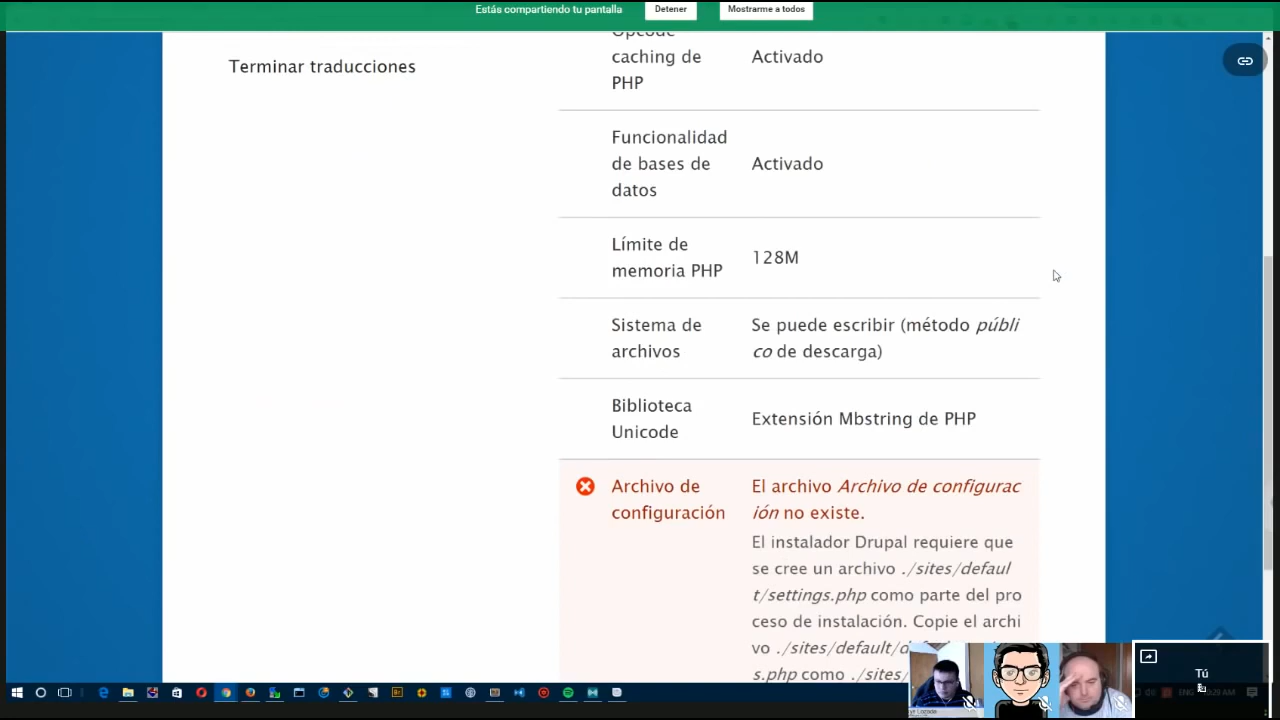 Estás compartiendo tu pantalla
Detener
Mostrarme a todos
Terminar traducciones
Opcode
caching de
PHP
Activado
Funcionalidad
de bases de
datos
Activado
Límite de
memoria PHP
128M
Sistema de
archivos
Se puede escribir (método públi
co de descarga)
Biblioteca
Unicode
Extensión Mbstring de PHP
Archivo de
configuración
El archivo Archivo de configurac
ión no existe.
El instalador Drupal requiere que
se cree un archivo ./sites/defaul
t/settings.php como parte del pro
ceso de instalación. Copie el archi
vo ./sites/default/d
s.php como ./sites/
Tú
ENG
:29 AM